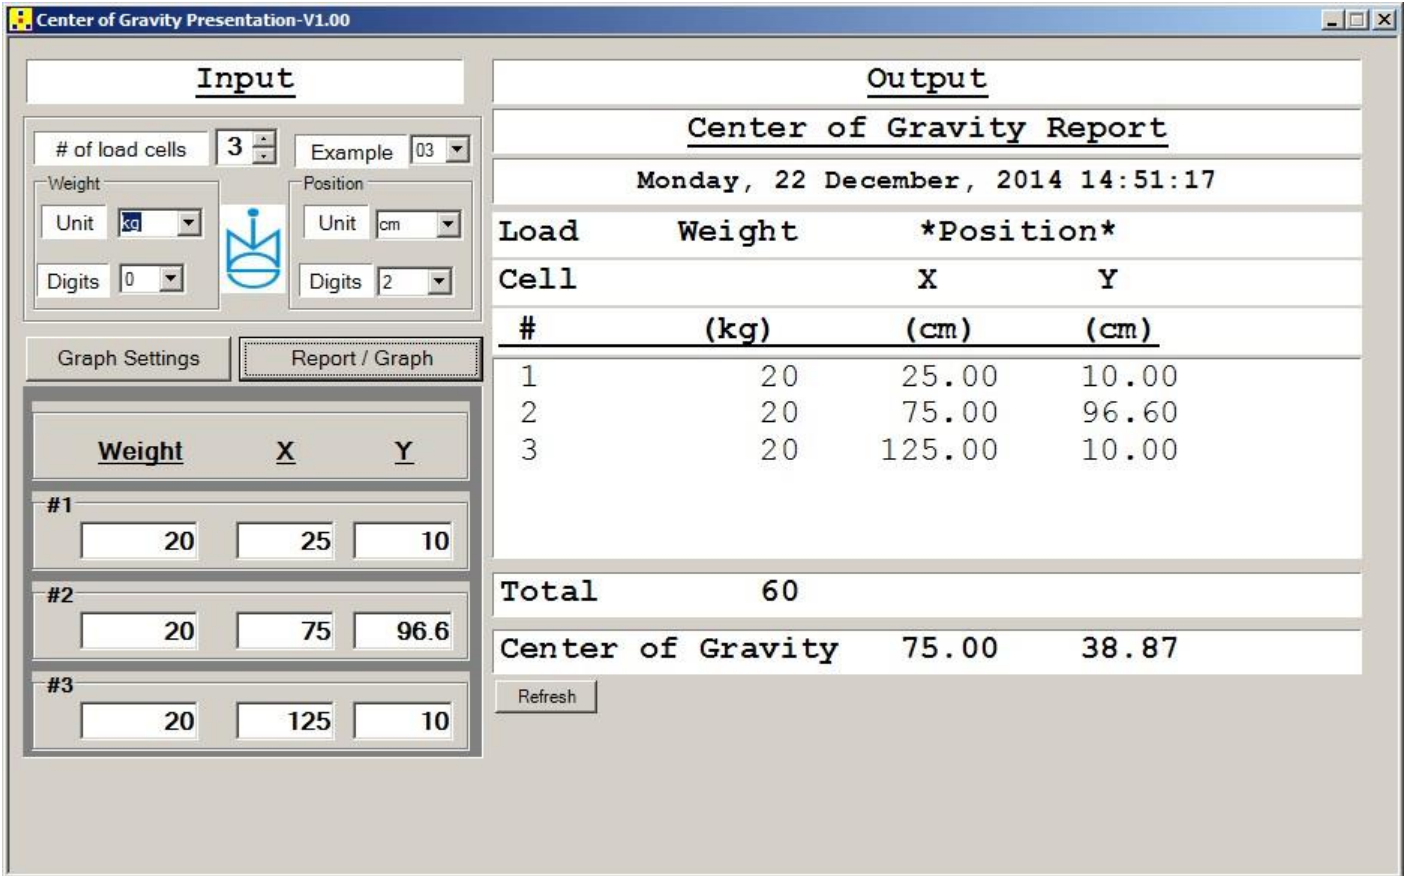 Center of Gravity Presentation-V1.00
Input
# of load cells 3 Example 03
Weight Position
Unit kg Unit cm
Digits 0 Digits 2
Graph Settings Report / Graph
Weight X Y
#1
20 25 10
#2
20 75 96.6
#3
20 125 10
Output
Center of Gravity Report
Monday, 22 December, 2014 14:51:17
Load Weight *Position*
Cell X Y
# (kg) (cm) (cm)
1 20 25.00 10.00
2 20 75.00 96.60
3 20 125.00 10.00
Total 60
Center of Gravity 75.00 38.87
Refresh